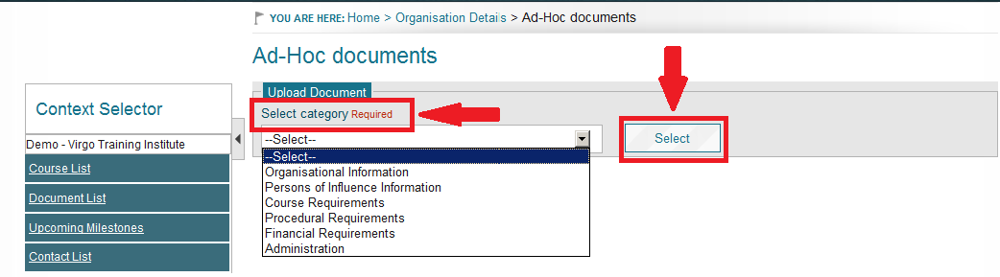 YOU ARE HERE: Home > Organisation Details > Ad-Hoc documents
Ad-Hoc documents
Context Selector
Demo - Virgo Training Institute
Course List
Document List
Upcoming Milestones
Contact List
Upload Document
Select category Required
--Select--
--Select--
Organisational Information
Persons of Influence Information
Course Requirements
Procedural Requirements
Financial Requirements
Administration
Select